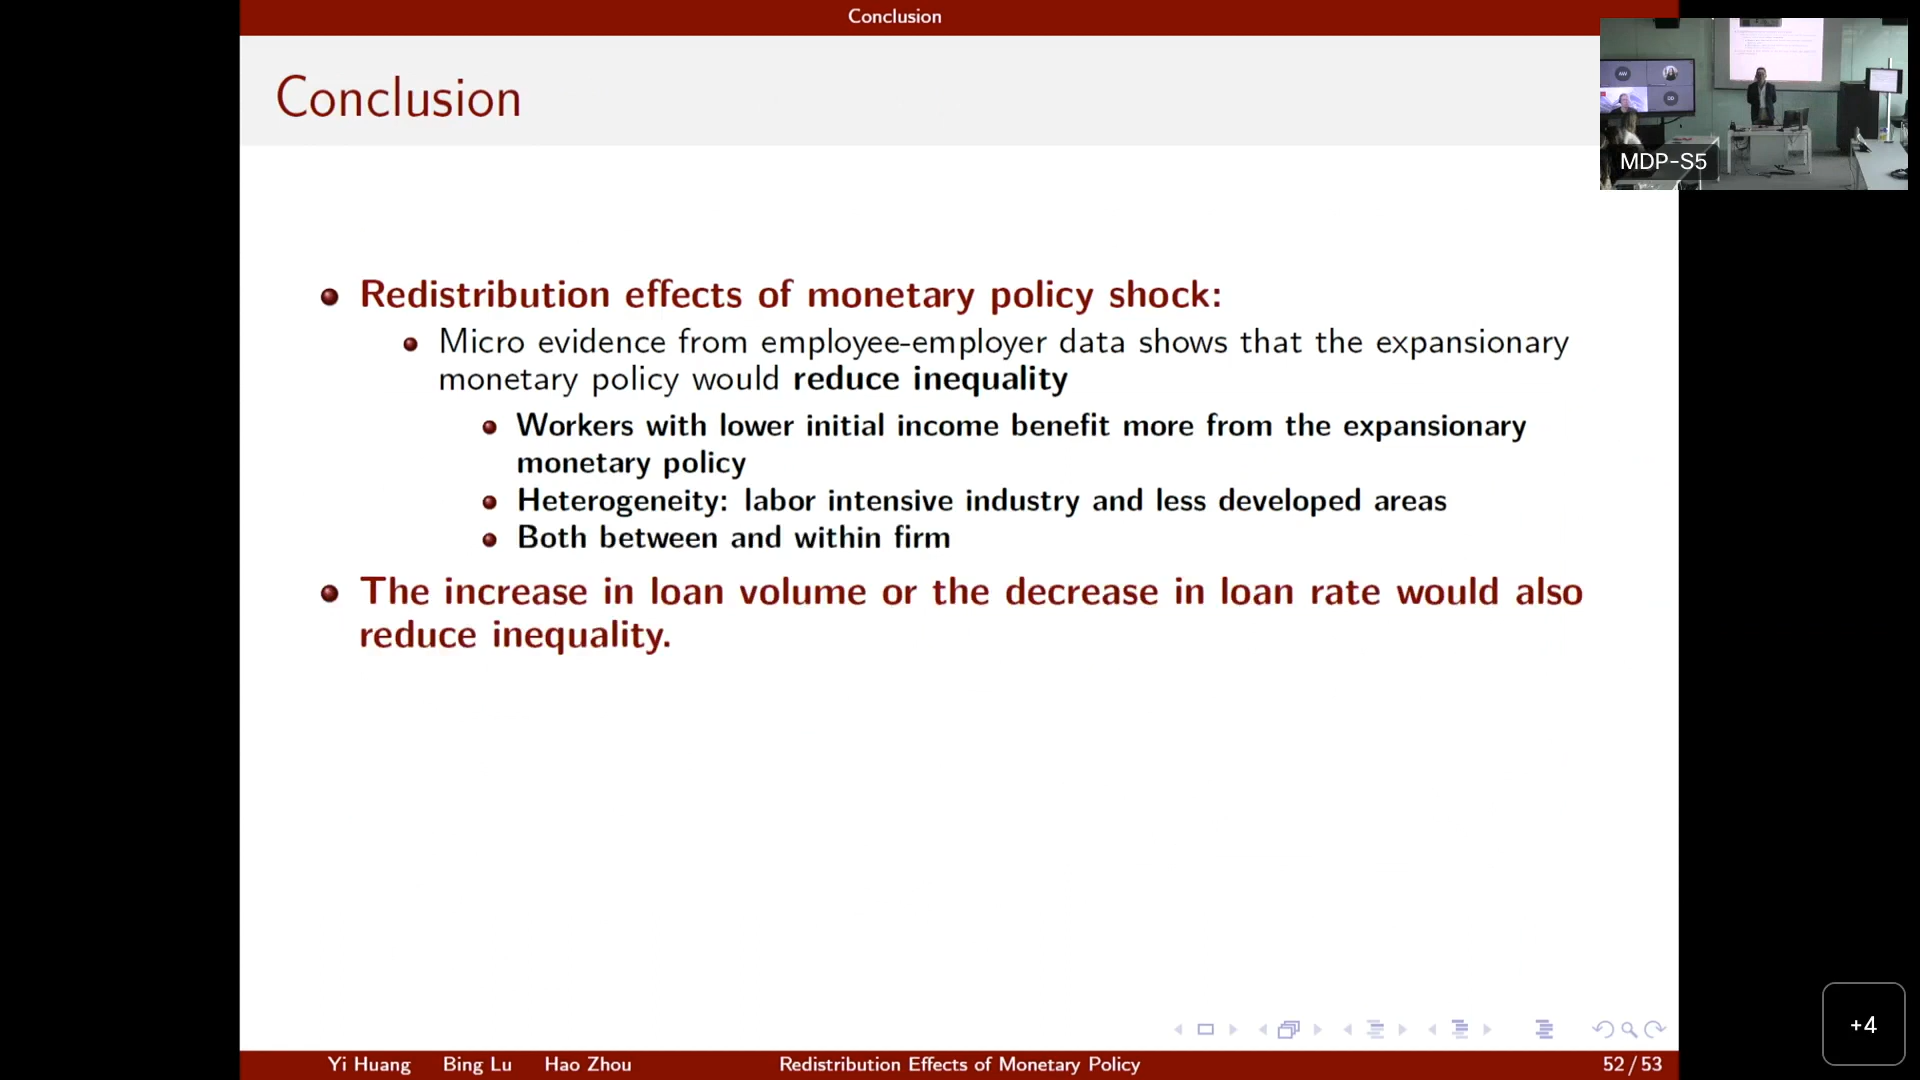 Conclusion
Conclusion
Redistribution effects of monetary policy shock:
Micro evidence from employee-employer data shows that the expansionary
monetary policy would reduce inequality
Workers with lower initial income benefit more from the expansionary
monetary policy
Heterogeneity: labor intensive industry and less developed areas
Both between and within firm
The increase in loan volume or the decrease in loan rate would also
reduce inequality.
Yi Huang Bing Lu Hao Zhou Redistribution Effects of Monetary Policy 52 / 53
AW
MDP-S5
+4